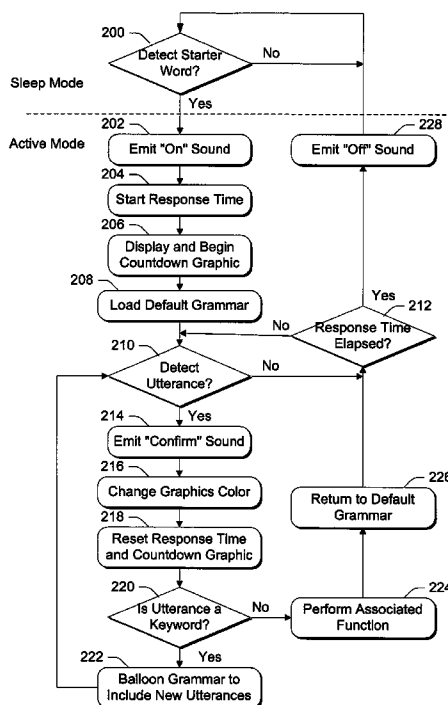 200
Detect Starter
Word?
No
Sleep Mode
Yes
202
228
Active Mode
Emit "On" Sound
Emit "Off" Sound
204
Start Response Time
206
Display and Begin
Countdown Graphic
208
Load Default Grammar
Yes
212
No
Response Time
Elapsed?
210
Detect
Utterance?
No
Yes
214
Emit "Confirm" Sound
216
Change Graphics Color
218
Reset Response Time
and Countdown Graphic
226
Return to Default
Grammar
220
Is Utterance a
Keyword?
No
224
Perform Associated
Function
Yes
222
Balloon Grammar to
Include New Utterances